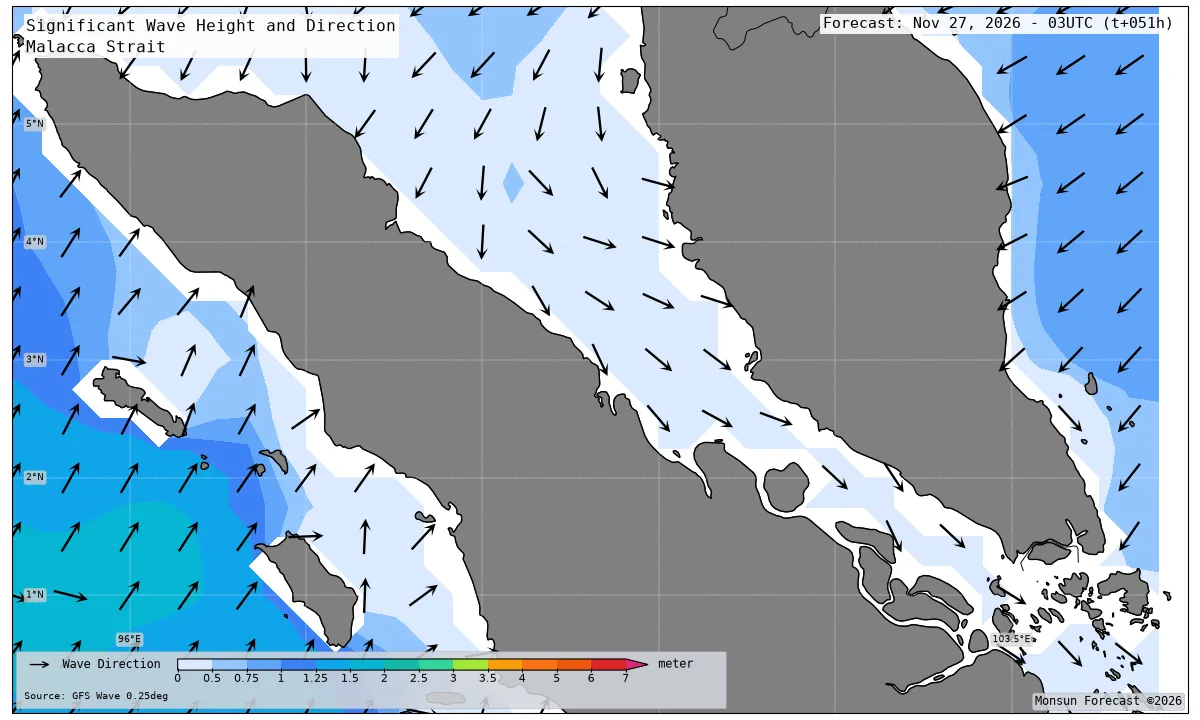 Significant Wave Height and Direction
Malacca Strait
Forecast: Nov 27, 2026 - 03UTC (t+051h)
5°N
4°N
3°N
2°N
1°N
96°E
103.5°E
Wave Direction
meter
0 0.5 0.75 1 1.25 1.5 2 2.5 3 3.5 4 5 6 7
Source: GFS Wave 0.25deg
Monsun Forecast ©2026